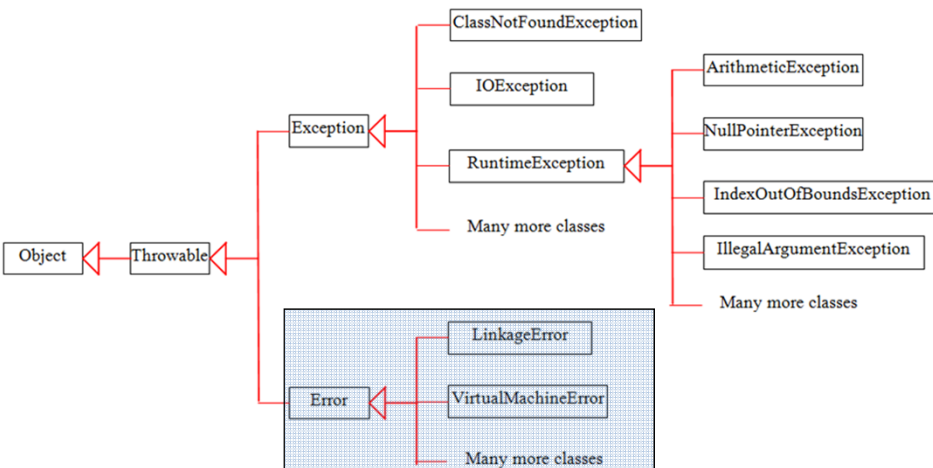 ClassNotFoundException
IOException
Exception
RuntimeException
Many more classes
ArithmeticException
NullPointerException
IndexOutOfBoundsException
IllegalArgumentException
Many more classes
Object
Throwable
LinkageError
Error
VirtualMachineError
Many more classes